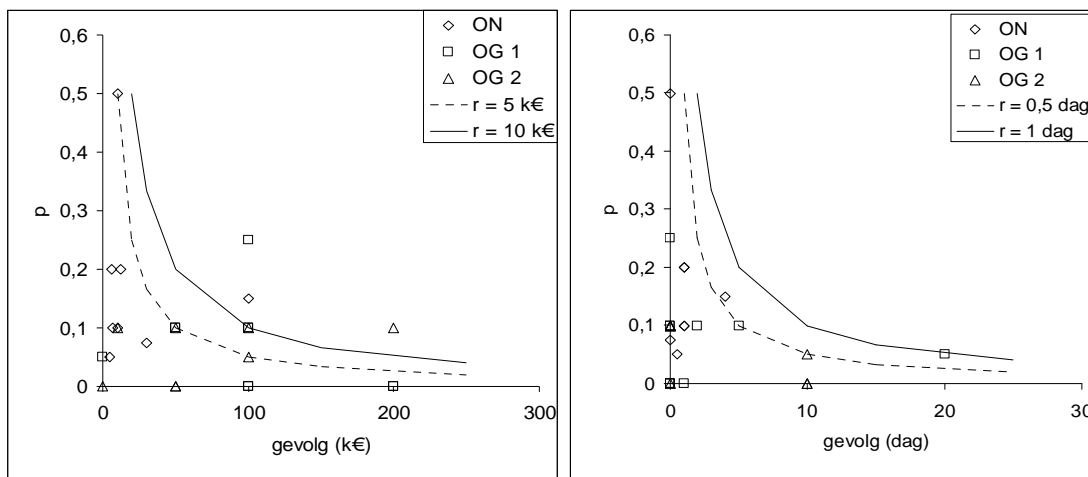 0,6
0,5
0,4
0,3
0,2
0,1
0
p
0
100
200
300
gevolg (k€)
ON
OG 1
OG 2
r = 5 k€
r = 10 k€
0,6
0,5
0,4
0,3
0,2
0,1
0
p
0
10
20
30
gevolg (dag)
ON
OG 1
OG 2
r = 0,5 dag
r = 1 dag